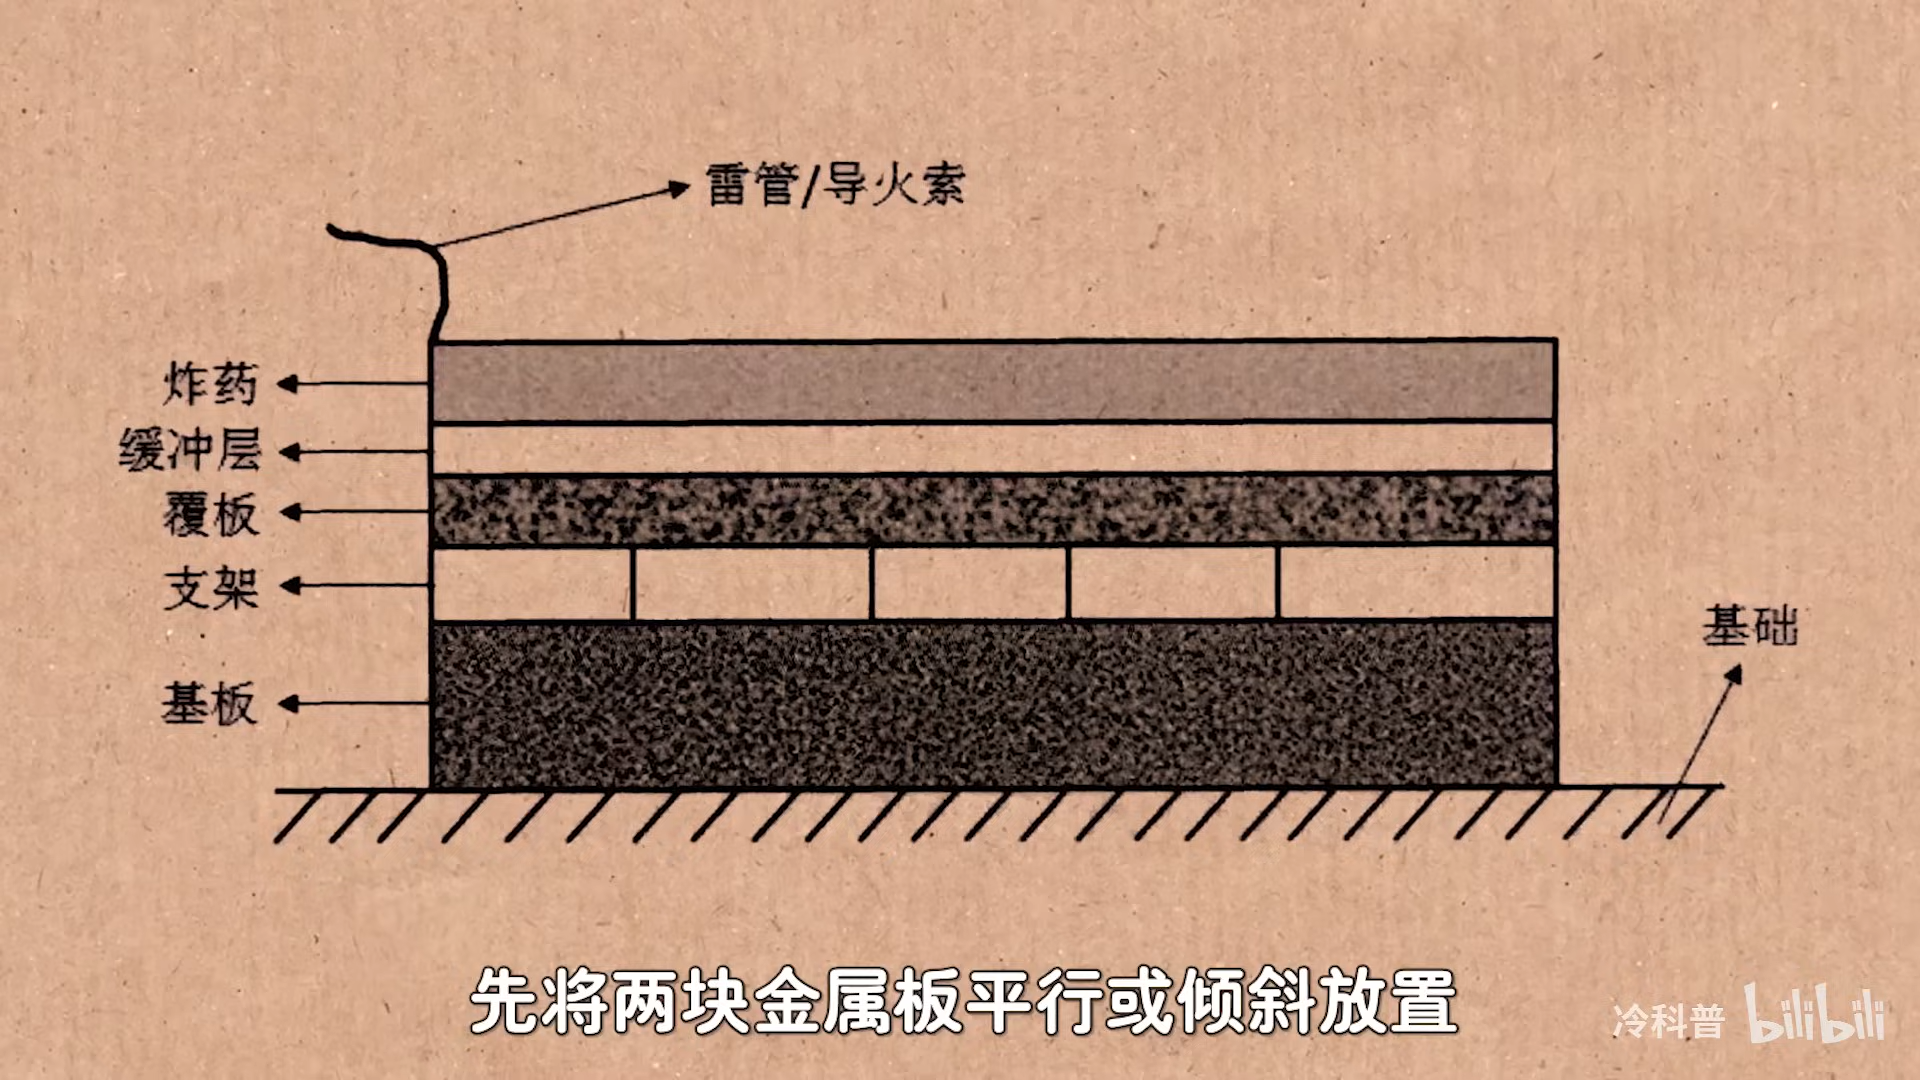 雷管/导火索
炸药
缓冲层
覆板
支架
基础
基板
先将两块金属板平行或倾斜放置
冷科普 bilibili